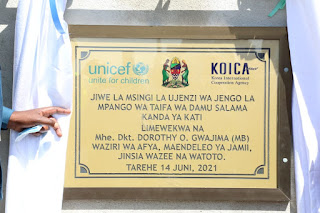 unicef
unite for children
KOICA
Korea International
Cooperation Agency
JIWE LA MSINGI LA UJENZI WA JENGO LA
MPANGO WA TAIFA WA DAMU SALAMA
KANDA YA KATI
LIMEWEKWA NA
Mhe. Dkt. DOROTHY O. GWAJIMA (MB)
WAZIRI WA AFYA, MAENDELEO YA JAMII,
JINSIA WAZEE NA WATOTO.
TAREHE 14 JUNI, 2021